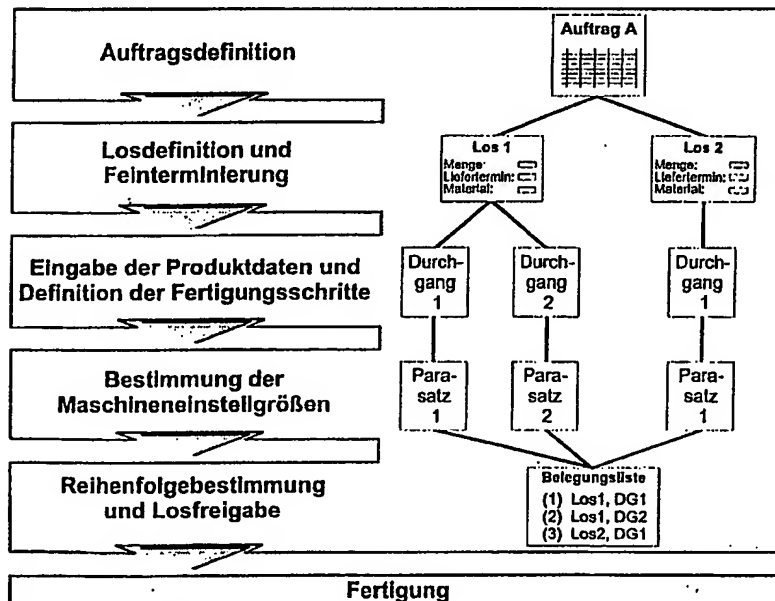 Auftragsdefinition
Auftrag A
Losdefinition und
Feinterminierung
Los 1
Menge:
Liefertermin:
Material:
Los 2
Menge:
Liefertermin:
Material:
Eingabe der Produktdaten und
Definition der Fertigungsschritte
Durch-
gang
1
Durch-
gang
2
Durch-
gang
1
Bestimmung der
Maschineneinstellgrößen
Para-
satz
1
Para-
satz
2
Para-
satz
1
Reihenfolgebestimmung
und Losfreigabe
Belegungsliste
(1) Los1, DG1
(2) Los1, DG2
(3) Los2, DG1
Fertigung